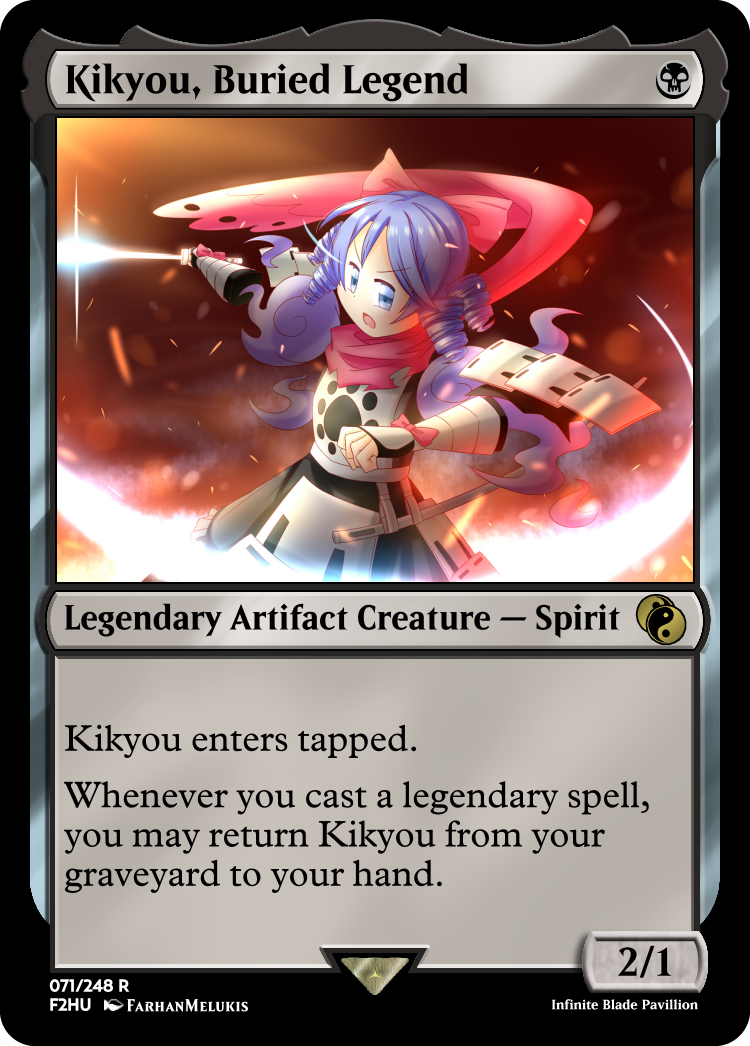 Kikyou, Buried Legend
Legendary Artifact Creature — Spirit
Kikyou enters tapped.
Whenever you cast a legendary spell,
you may return Kikyou from your
graveyard to your hand.
2/1
071/248 R
F2HU FarhanMelukis
Infinite Blade Pavillion